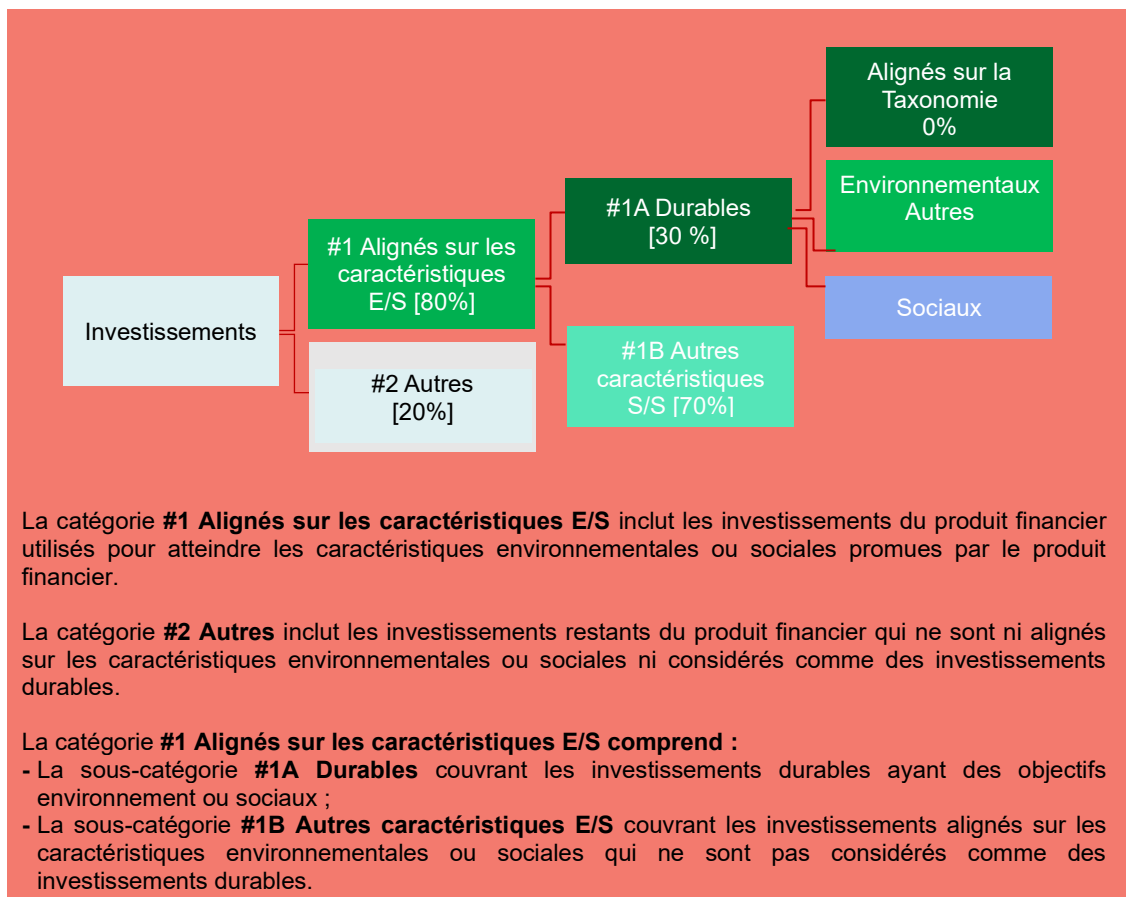 Alignés sur la
Taxonomie
0%
Environnementaux
Autres
#1A Durables
[30 %]
#1 Alignés sur les
caractéristiques
E/S [80%]
Sociaux
Investissements
#1B Autres
caractéristiques
S/S [70%]
#2 Autres
[20%]
La catégorie #1 Alignés sur les caractéristiques E/S inclut les investissements du produit financier
utilisés pour atteindre les caractéristiques environnementales ou sociales promues par le produit
financier.
La catégorie #2 Autres inclut les investissements restants du produit financier qui ne sont ni alignés
sur les caractéristiques environnementales ou sociales ni considérés comme des investissements
durables.
La catégorie #1 Alignés sur les caractéristiques E/S comprend :
- La sous-catégorie #1A Durables couvrant les investissements durables ayant des objectifs
environnement ou sociaux ;
- La sous-catégorie #1B Autres caractéristiques E/S couvrant les investissements alignés sur les
caractéristiques environnementales ou sociales qui ne sont pas considérés comme des
investissements durables.